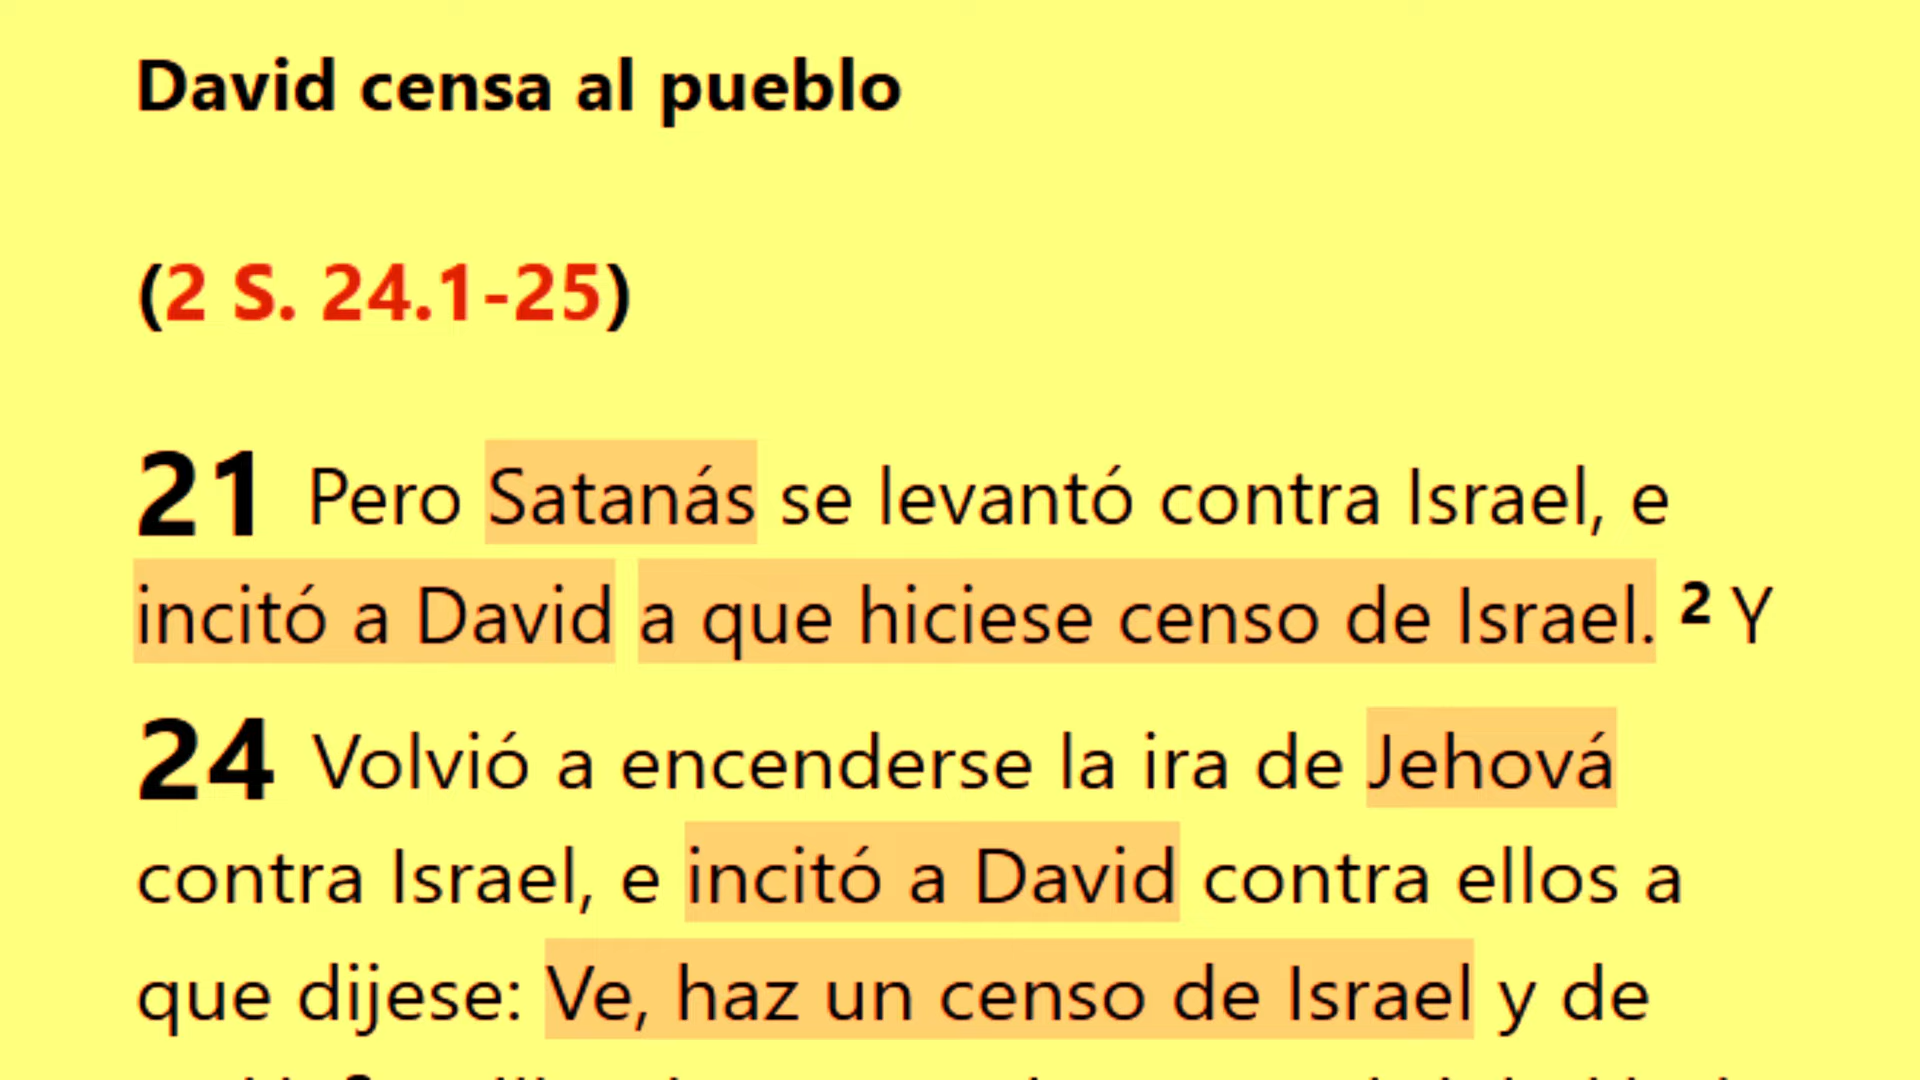 David censa al pueblo
(2 S. 24.1-25)
21 Pero Satanás se levantó contra Israel, e
incitó a David a que hiciese censo de Israel. ² Y
24 Volvió a encenderse la ira de Jehová
contra Israel, e incitó a David contra ellos a
que dijese: Ve, haz un censo de Israel y de